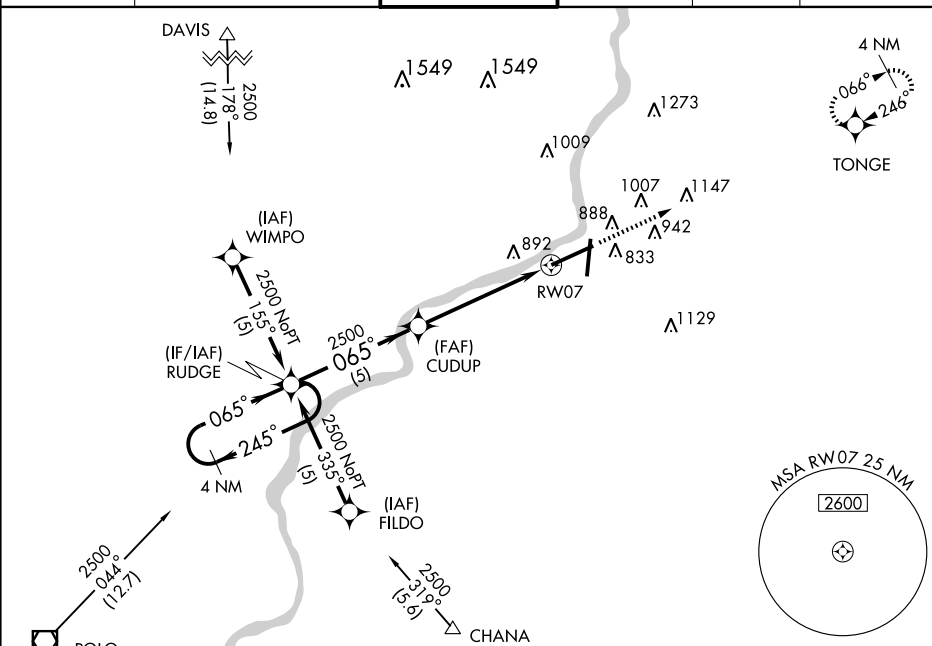 DAVIS
2500
178°
(14.8)
1549
1549
1273
1009
4 NM
066°
246°
TONGE
1007
1147
888
942
892
833
RW07
1129
(IAF)
WIMPO
2500 NoPT
155°
(5)
(IF/IAF)
RUDGE
2500
065°
(5)
(FAF)
CUDUP
065°
245°
4 NM
2500 NoPT
335°
(5)
(IAF)
FILDO
MSA RW07 25 NM
2600
2500
044°
(12.7)
2500
319°
(5.6)
CHANA
POLO